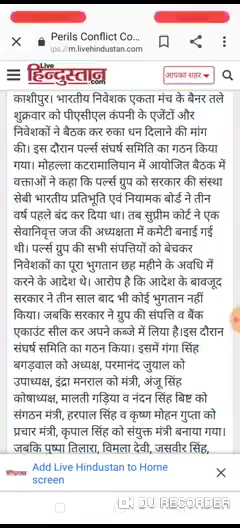 Perils Conflict Co...
ps://m.livehindustan.com
Live
हिन्दुस्तान
.com
आपका शहर
काशीपुर। भारतीय निवेशक एकता मंच के बैनर तले
शुक्रवार को पीएसीएल कंपनी के एजेंटों और
निवेशकों ने बैठक कर रुका धन दिलाने की मांग
की। इस दौरान पर्ल्स संघर्ष समिति का गठन किया
गया। मोहल्ला कटरामालियान में आयोजित बैठक में
वक्ताओं ने कहा कि पर्ल्स ग्रुप को सरकार की संस्था
सेबी भारतीय प्रतिभूति एवं नियामक बोर्ड ने तीन
वर्ष पहले बंद कर दिया था। तब सुप्रीम कोर्ट ने एक
सेवानिवृत्त जज की अध्यक्षता में कमेटी बनाई गई
थी। पर्ल्स ग्रुप की सभी संपत्तियों को बेचकर
निवेशकों का पूरा भुगतान छह महीने के अवधि में
करने के आदेश थे। आरोप है कि आदेश के बावजूद
सरकार ने तीन साल बाद भी कोई भुगतान नहीं
किया। जबकि सरकार ने ग्रुप की संपत्ति व बैंक
एकाउंट सील कर अपने कब्जे में लिया है।इस दौरान
संघर्ष समिति का गठन किया। इसमें गंगा सिंह
बगड़वाल को अध्यक्ष, परमानंद जुयाल को
उपाध्यक्ष, इंद्रा मनराल को मंत्री, अंजू सिंह
कोषाध्यक्ष, मालती गड़िया व नंदन सिंह बिष्ट को
संगठन मंत्री, हरपाल सिंह व कृष्ण मोहन गुप्ता को
प्रचार मंत्री, कृपाल सिंह को संयुक्त मंत्री बनाया गया।
जबकि पुष्पा तिलारा, विमला देवी, जसवीर सिंह,
हिन्दुस्तान
Add Live Hindustan to Home
screen
DU RECORDER